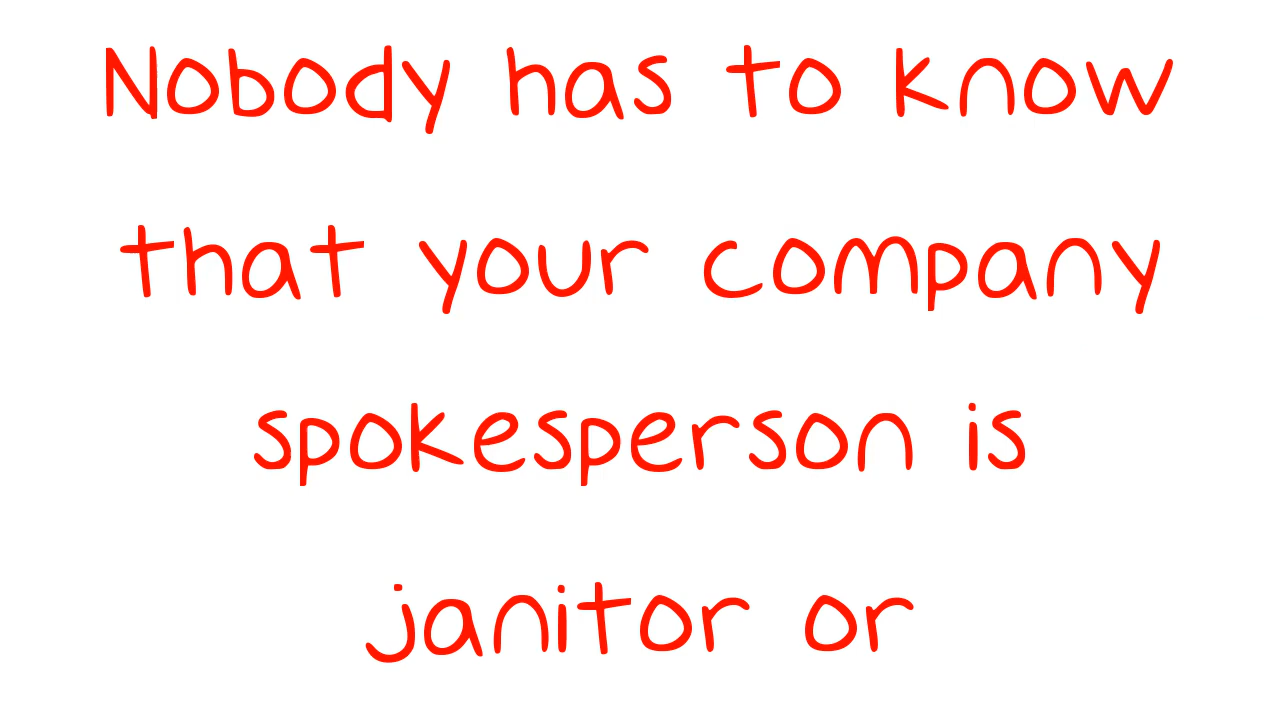 Nobody has to know
that your company
spokesperson is
janitor or